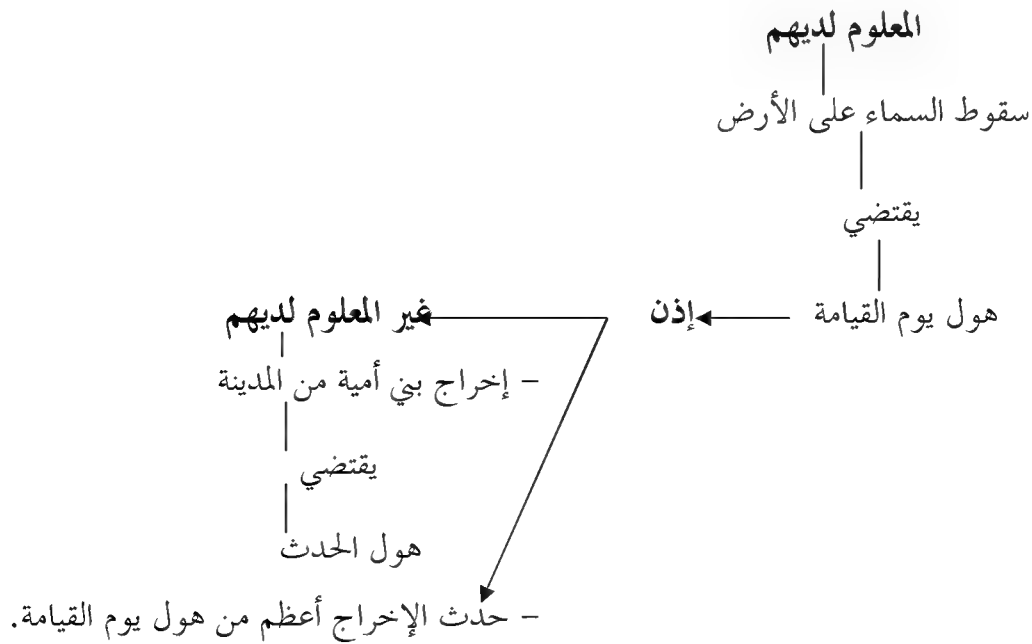 المعلوم لديهم
سقوط السماء على الأرض
يقتضي
هول يوم القيامة إذن غير المعلوم لديهم
– إخراج بني أمية من المدينة
يقتضي
هول الحدث
– حدث الإخراج أعظم من هول يوم القيامة.